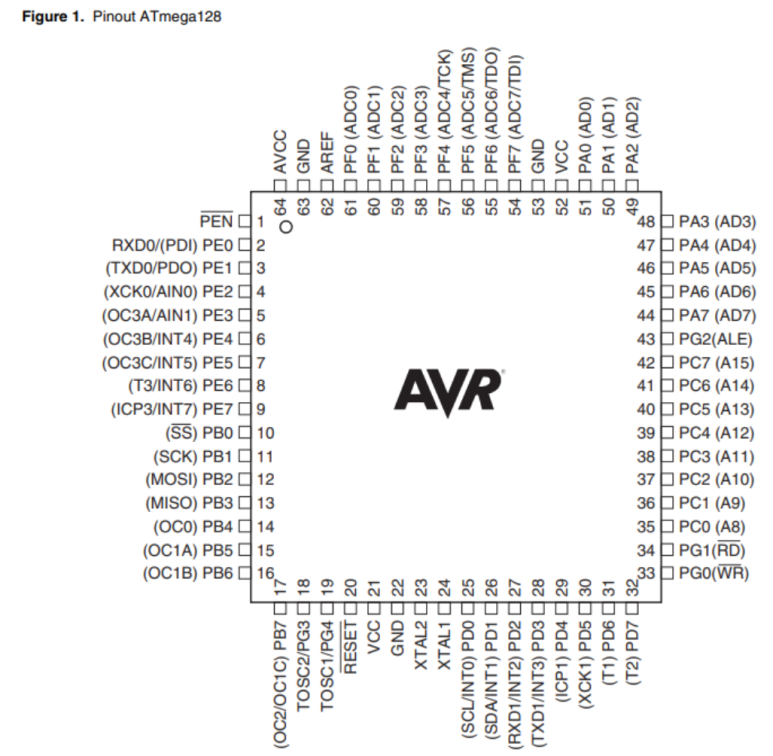 Figure 1. Pinout ATmega128
AVCC
GND
AREF
PF0 (ADC0)
PF1 (ADC1)
PF2 (ADC2)
PF3 (ADC3)
PF4 (ADC4/TCK)
PF5 (ADC5/TMS)
PF6 (ADC6/TDO)
PF7 (ADC7/TDI)
GND
VCC
PA0 (AD0)
PA1 (AD1)
PA2 (AD2)
64
63
62
61
60
59
58
57
56
55
54
53
52
51
50
49
PEN 1
RXD0/(PDI) PE0 2
(TXD0/PDO) PE1 3
(XCK0/AIN0) PE2 4
(OC3A/AIN1) PE3 5
(OC3B/INT4) PE4 6
(OC3C/INT5) PE5 7
(T3/INT6) PE6 8
(ICP3/INT7) PE7 9
(SS) PB0 10
(SCK) PB1 11
(MOSI) PB2 12
(MISO) PB3 13
(OC0) PB4 14
(OC1A) PB5 15
(OC1B) PB6 16
AVR
48 PA3 (AD3)
47 PA4 (AD4)
46 PA5 (AD5)
45 PA6 (AD6)
44 PA7 (AD7)
43 PG2(ALE)
42 PC7 (A15)
41 PC6 (A14)
40 PC5 (A13)
39 PC4 (A12)
38 PC3 (A11)
37 PC2 (A10)
36 PC1 (A9)
35 PC0 (A8)
34 PG1(RD)
33 PG0(WR)
17
18
19
20
21
22
23
24
25
26
27
28
29
30
31
32
(OC2/OC1C) PB7
TOSC2/PG3
TOSC1/PG4
RESET
VCC
GND
XTAL2
XTAL1
(SCL/INT0) PD0
(SDA/INT1) PD1
(RXD1/INT2) PD2
(TXD1/INT3) PD3
(ICP1) PD4
(XCK1) PD5
(T1) PD6
(T2) PD7